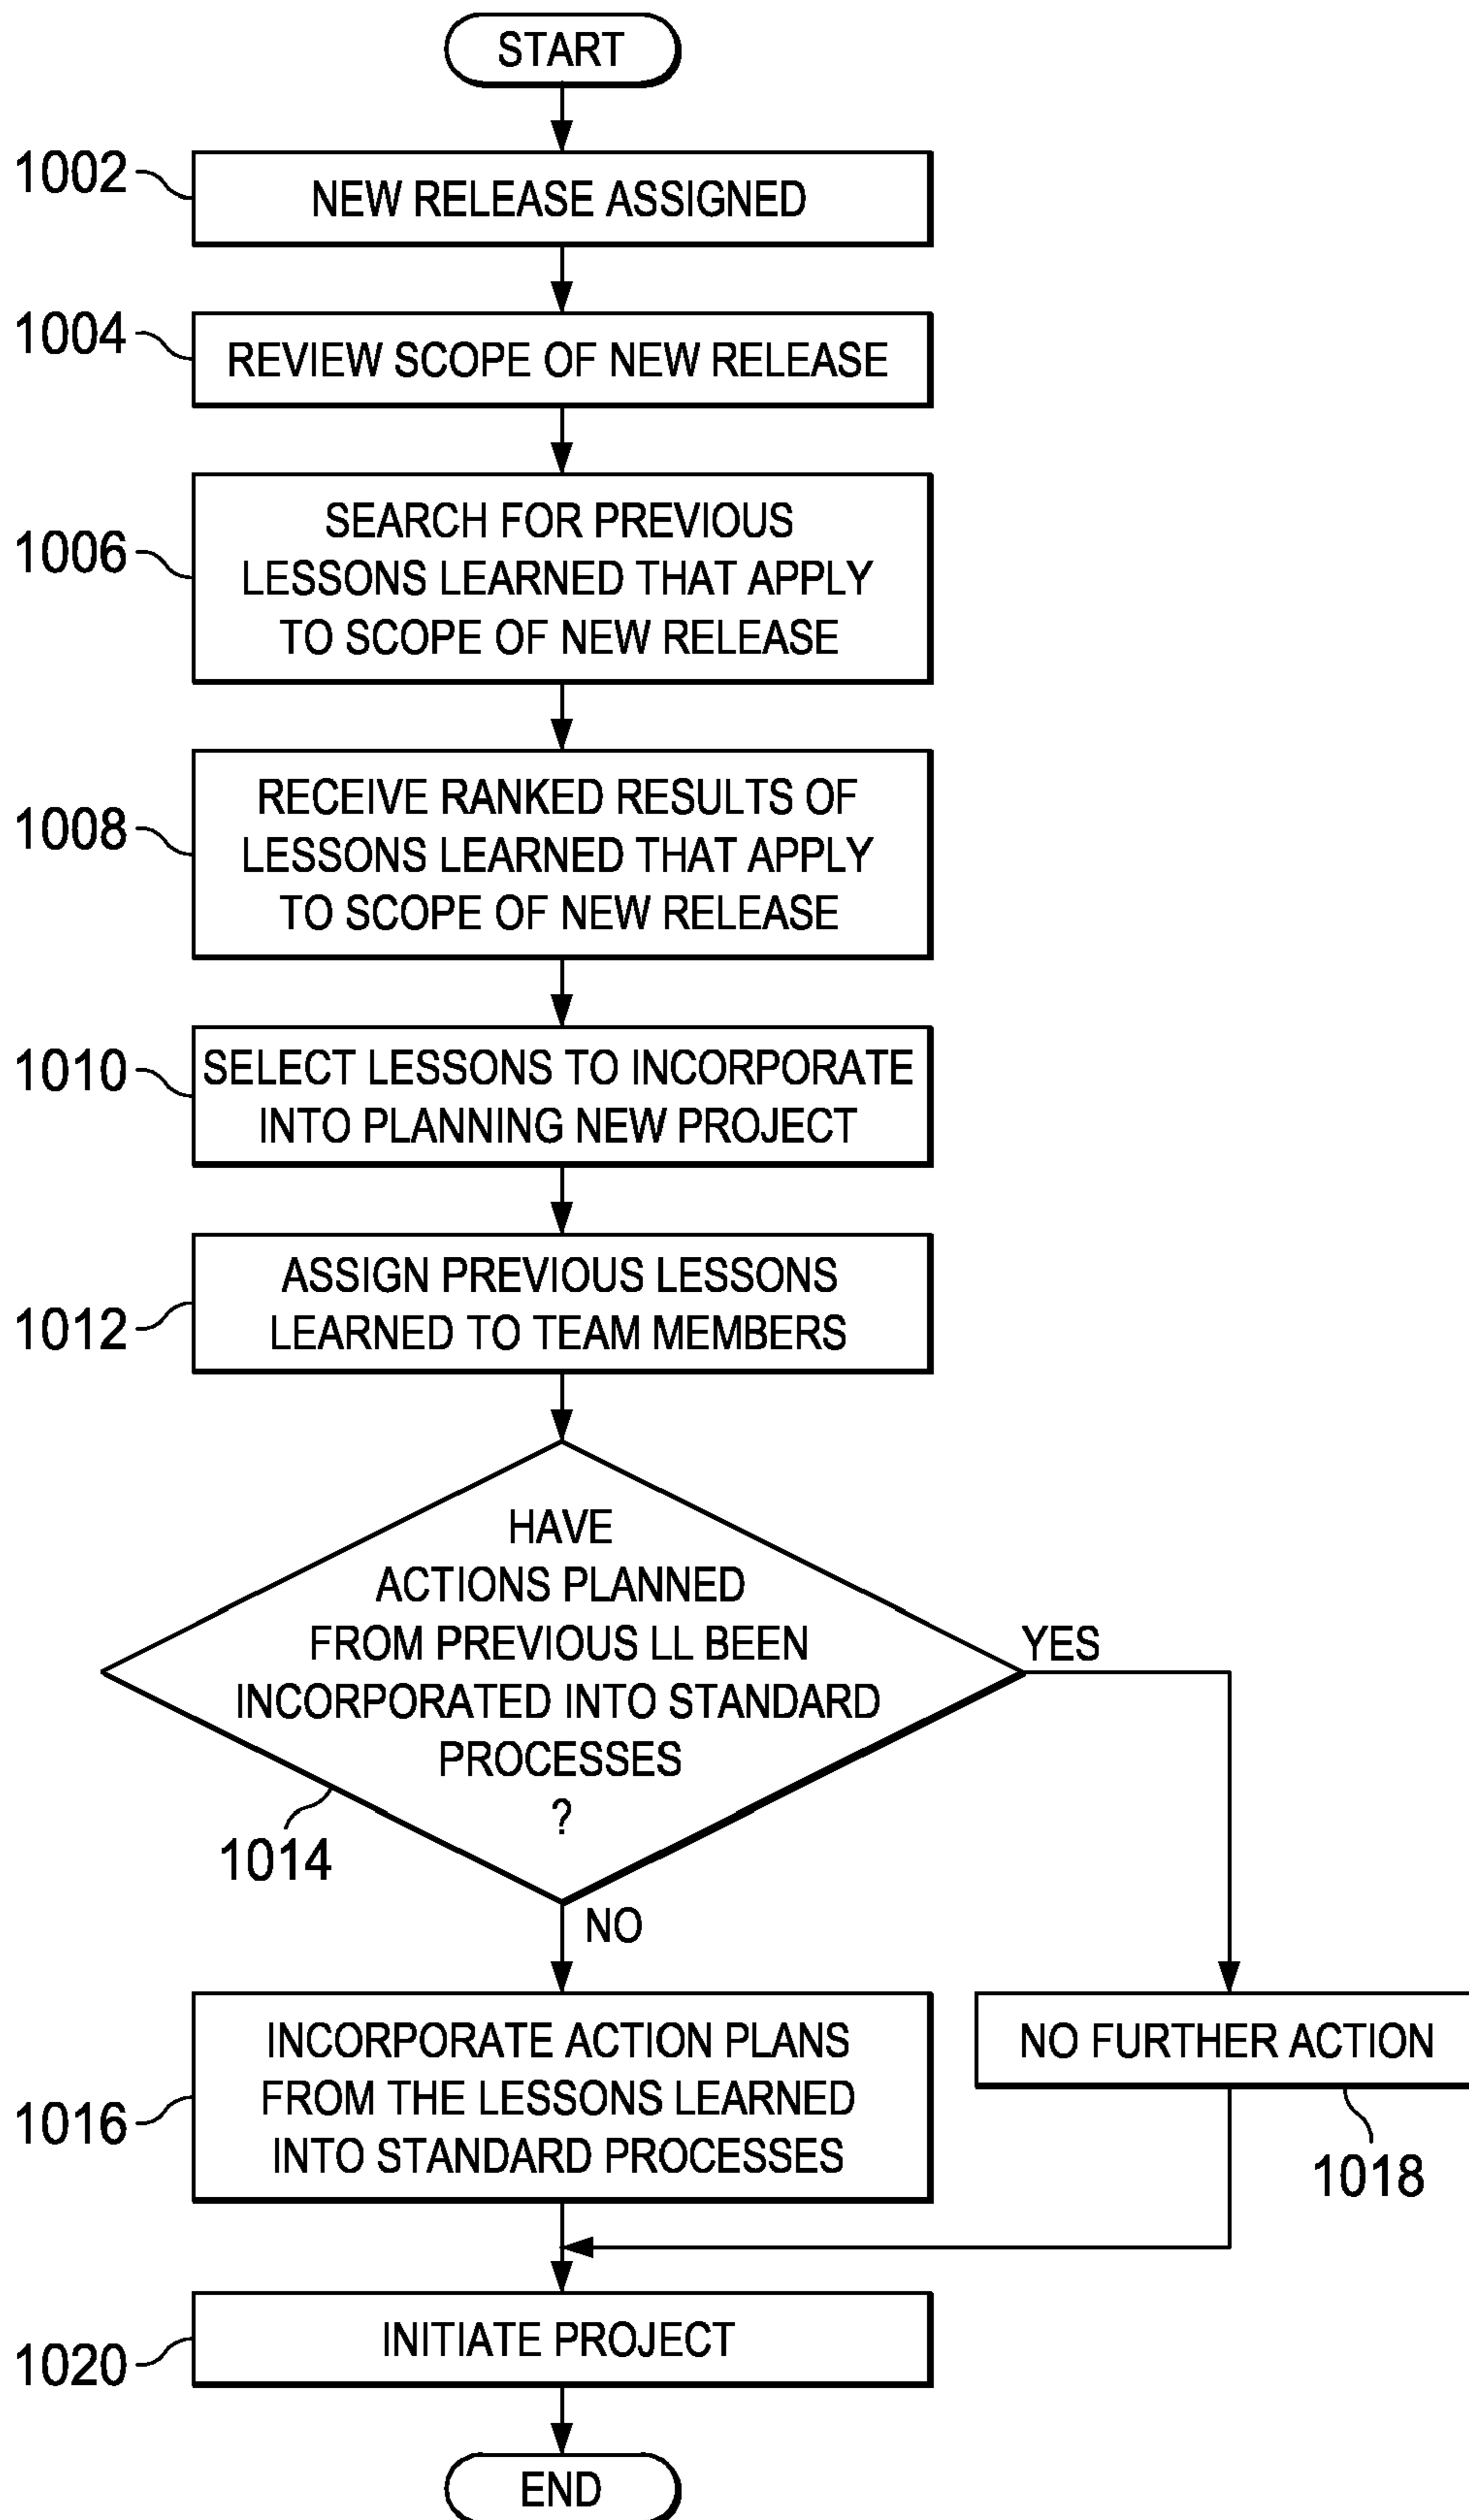 START
1002
NEW RELEASE ASSIGNED
1004
REVIEW SCOPE OF NEW RELEASE
1006
SEARCH FOR PREVIOUS
LESSONS LEARNED THAT APPLY
TO SCOPE OF NEW RELEASE
1008
RECEIVE RANKED RESULTS OF
LESSONS LEARNED THAT APPLY
TO SCOPE OF NEW RELEASE
1010
SELECT LESSONS TO INCORPORATE
INTO PLANNING NEW PROJECT
1012
ASSIGN PREVIOUS LESSONS
LEARNED TO TEAM MEMBERS
HAVE
ACTIONS PLANNED
FROM PREVIOUS LL BEEN
INCORPORATED INTO STANDARD
PROCESSES
?
YES
1014
NO
1016
INCORPORATE ACTION PLANS
FROM THE LESSONS LEARNED
INTO STANDARD PROCESSES
NO FURTHER ACTION
1018
1020
INITIATE PROJECT
END